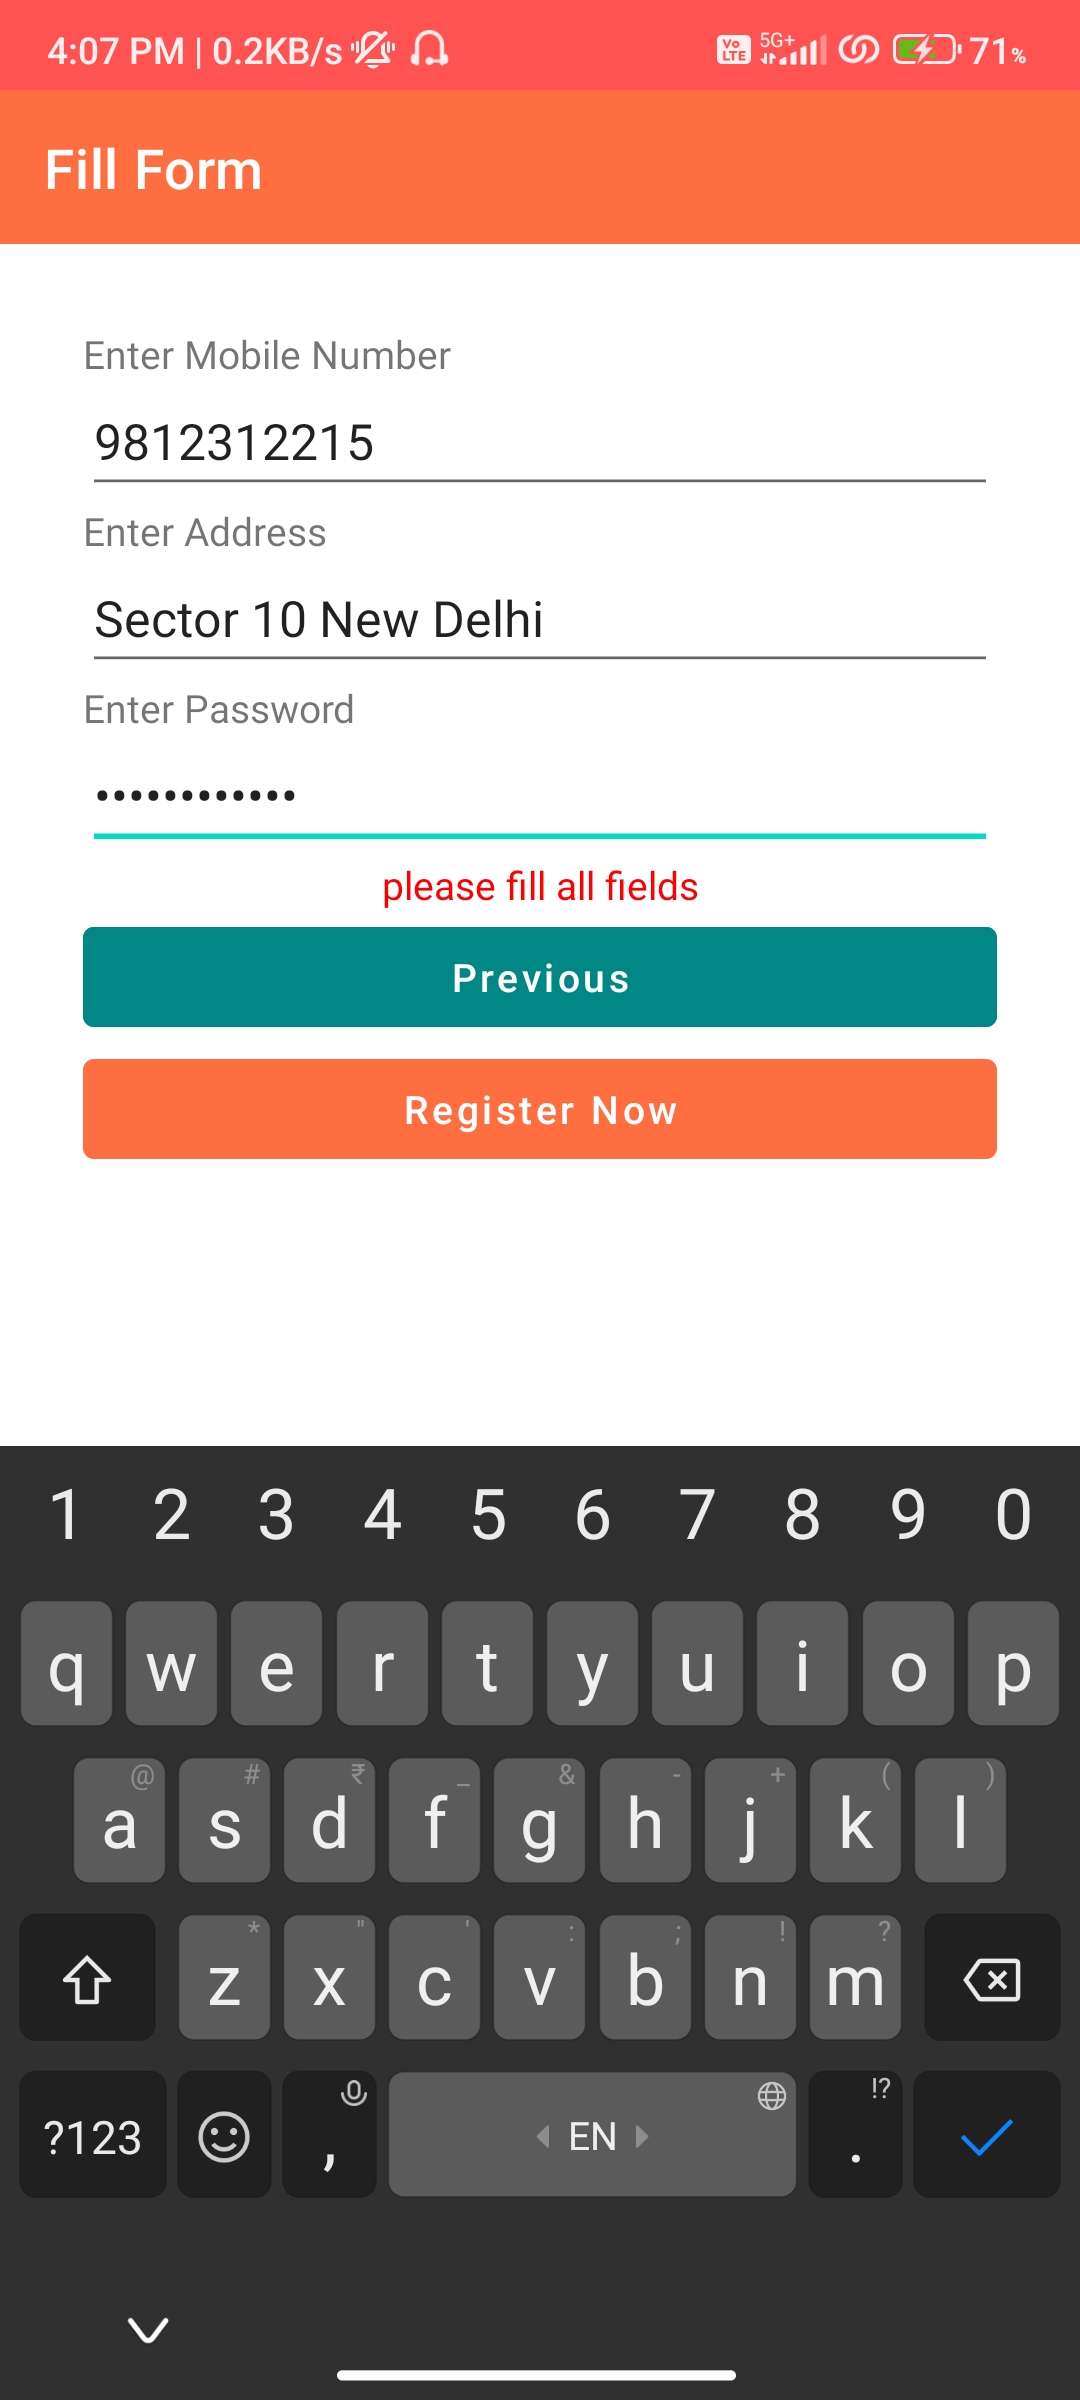 4:07 PM | 0.2KB/s Vo LTE 5G+ 71%
Fill Form
Enter Mobile Number
9812312215
Enter Address
Sector 10 New Delhi
Enter Password
••••••••••••
please fill all fields
Previous
Register Now
1 2 3 4 5 6 7 8 9 0
q w e r t y u i o p
@ # ₹ _ & - + ( )
a s d f g h j k l
* " ' : ; ! ?
z x c v b n m
!?
?123 , EN .